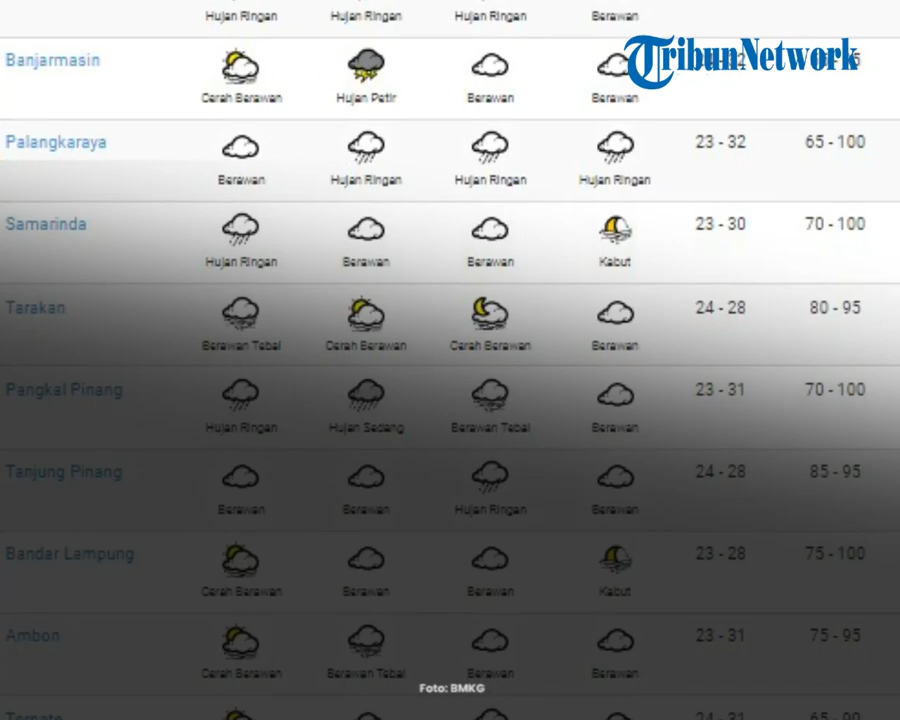 Hujan Ringan Hujan Ringan Hujan Ringan Berawan
TribunNetwork
Banjarmasin
Cerah Berawan Hujan Petir Berawan Berawan
Palangkaraya 23 - 32 65 - 100
Berawan Hujan Ringan Hujan Ringan Hujan Ringan
Samarinda 23 - 30 70 - 100
Hujan Ringan Berawan Berawan Kabut
Tarakan 24 - 28 80 - 95
Berawan Tebal Cerah Berawan Cerah Berawan Berawan
Pangkal Pinang 23 - 31 70 - 100
Hujan Ringan Hujan Sedang Berawan Tebal Berawan
Tanjung Pinang 24 - 28 85 - 95
Berawan Berawan Hujan Ringan Berawan
Bandar Lampung 23 - 28 75 - 100
Cerah Berawan Berawan Berawan Kabut
Ambon 23 - 31 75 - 95
Cerah Berawan Berawan Tebal Berawan Berawan
Foto: BMKG
Ternate 24 - 31